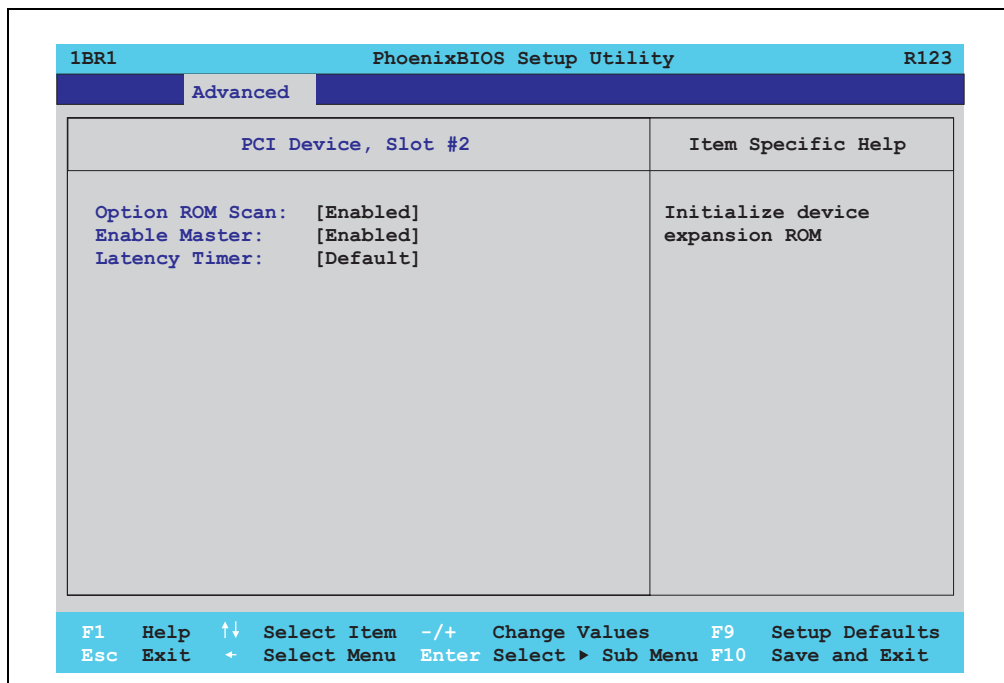 1BR1 PhoenixBIOS Setup Utility R123
Advanced
PCI Device, Slot #2
Item Specific Help
Option ROM Scan: [Enabled]
Enable Master: [Enabled]
Latency Timer: [Default]
Initialize device
expansion ROM
F1 Help ↑↓ Select Item -/+ Change Values F9 Setup Defaults
Esc Exit ← Select Menu Enter Select ▶ Sub Menu F10 Save and Exit